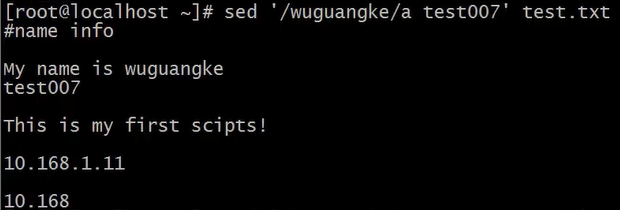 [root@localhost ~]# sed '/wuguangke/a test007' test.txt
#name info
My name is wuguangke
test007
This is my first scipts!
10.168.1.11
10.168